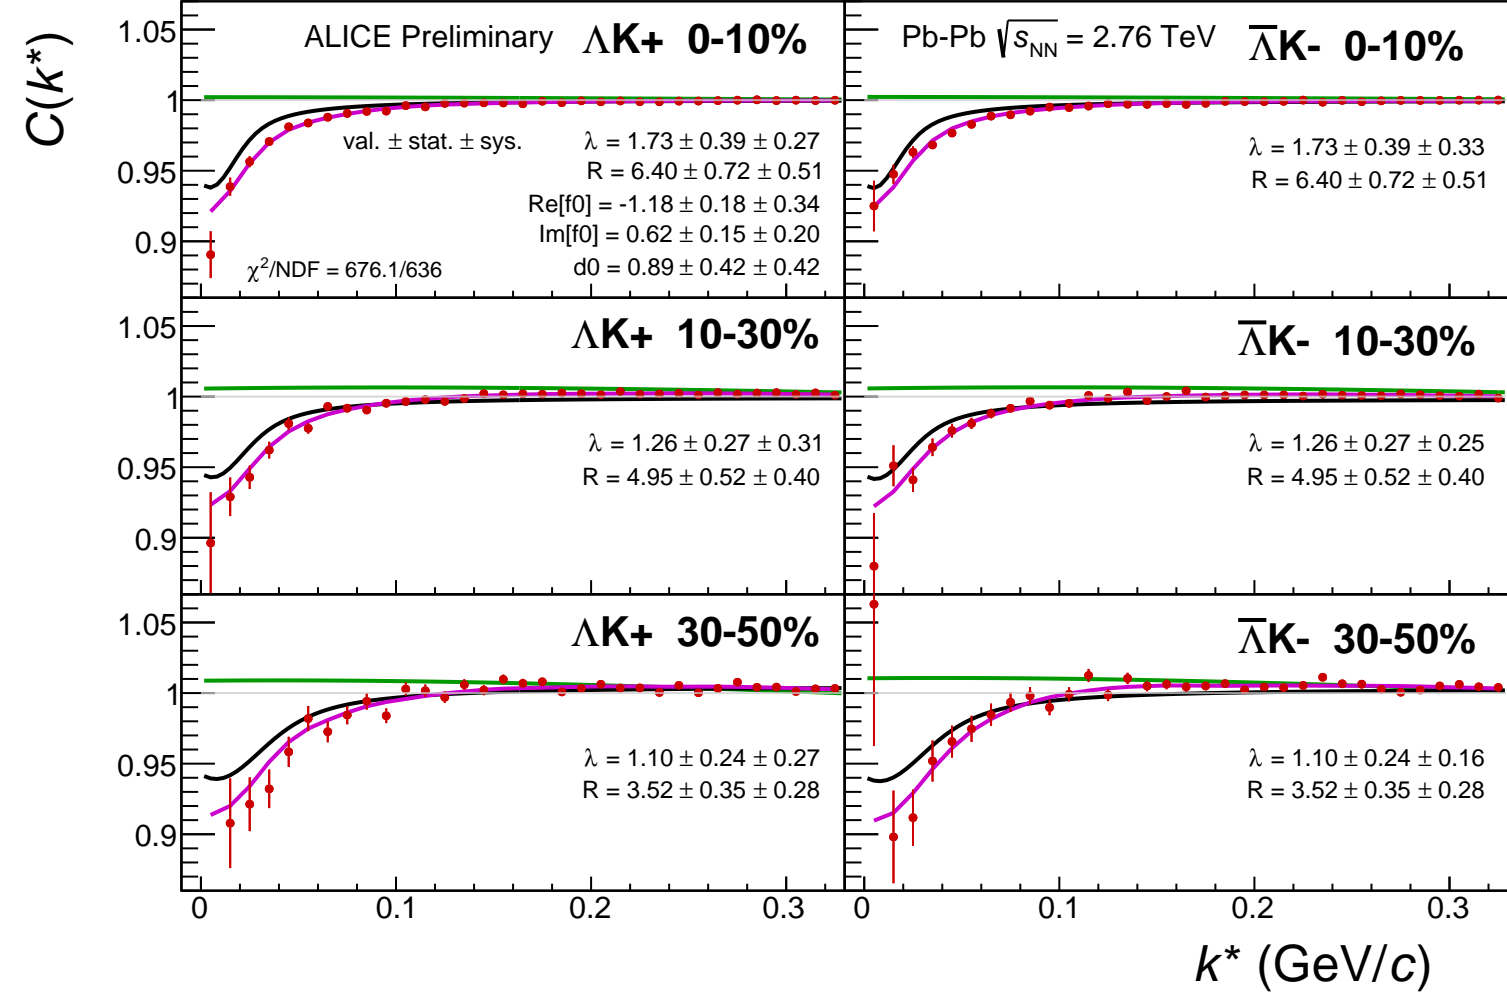 C(k*)
ALICE Preliminary ΛK+ 0-10%
1.05
1
0.95
0.9
val. ± stat. ± sys.
λ = 1.73 ± 0.39 ± 0.27
R = 6.40 ± 0.72 ± 0.51
Re[f0] = -1.18 ± 0.18 ± 0.34
Im[f0] = 0.62 ± 0.15 ± 0.20
d0 = 0.89 ± 0.42 ± 0.42
χ²/NDF = 676.1/636
Pb-Pb √s_NN = 2.76 TeV Λ̅K- 0-10%
λ = 1.73 ± 0.39 ± 0.33
R = 6.40 ± 0.72 ± 0.51
ΛK+ 10-30%
1.05
1
0.95
0.9
λ = 1.26 ± 0.27 ± 0.31
R = 4.95 ± 0.52 ± 0.40
Λ̅K- 10-30%
λ = 1.26 ± 0.27 ± 0.25
R = 4.95 ± 0.52 ± 0.40
ΛK+ 30-50%
1.05
1
0.95
0.9
λ = 1.10 ± 0.24 ± 0.27
R = 3.52 ± 0.35 ± 0.28
Λ̅K- 30-50%
λ = 1.10 ± 0.24 ± 0.16
R = 3.52 ± 0.35 ± 0.28
0 0.1 0.2 0.3
0 0.1 0.2 0.3
k* (GeV/c)